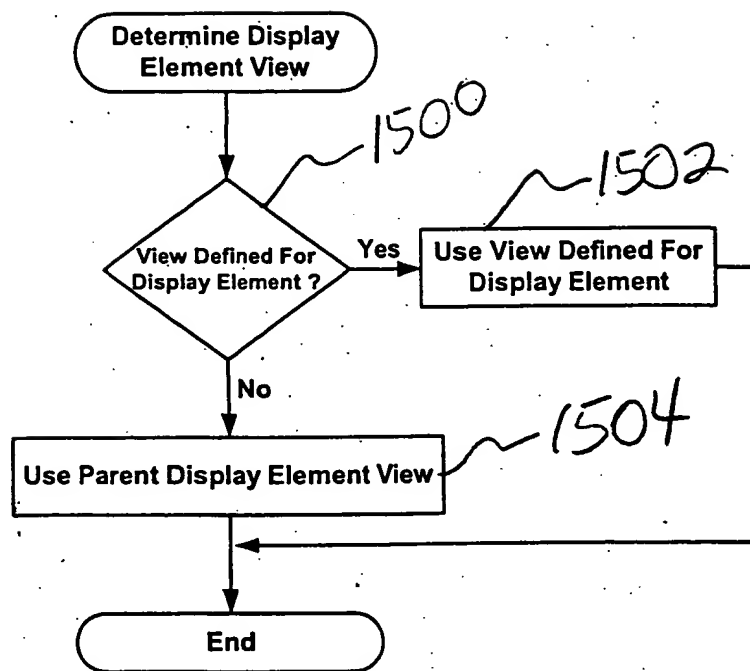 Determine Display
Element View
1500
1502
View Defined For
Display Element ?
Yes
Use View Defined For
Display Element
No
1504
Use Parent Display Element View
End